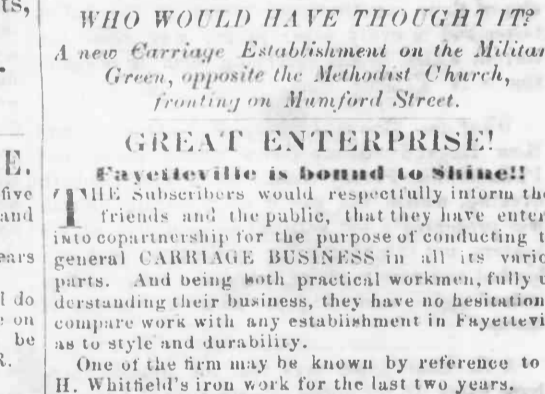 ts,
E.
five
and
ears
l do
e on
be
R.
WHO WOULD HAVE THOUGHT IT?
A new Carriage Establishment on the Militar
Green, opposite the Methodist Church,
fronting on Mumford Street.
GREAT ENTERPRISE!
Fayetteville is bound to Shine!!
THE Subscribers would respectfully inform the
friends and the public, that they have enter
into copartnership for the purpose of conducting t
general CARRIAGE BUSINESS in all its vario
parts. And being both practical workmen, fully u
derstanding their business, they have no hesitation
compare work with any establishment in Fayettevi
as to style and durability.
One of the firm may be known by reference to
H. Whitfield's iron work for the last two years.